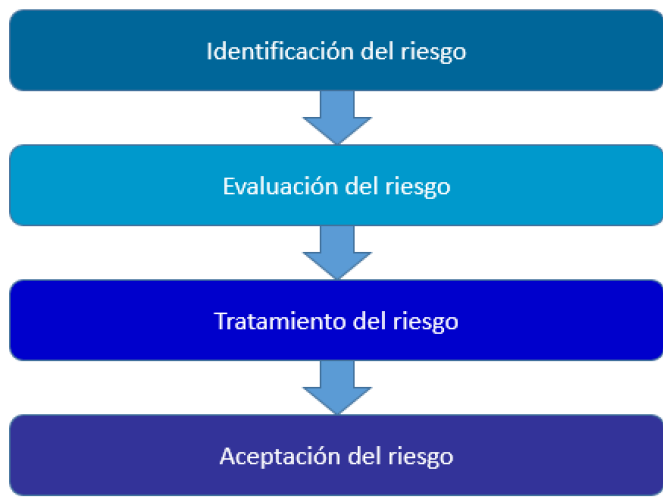 Identificación del riesgo
Evaluación del riesgo
Tratamiento del riesgo
Aceptación del riesgo